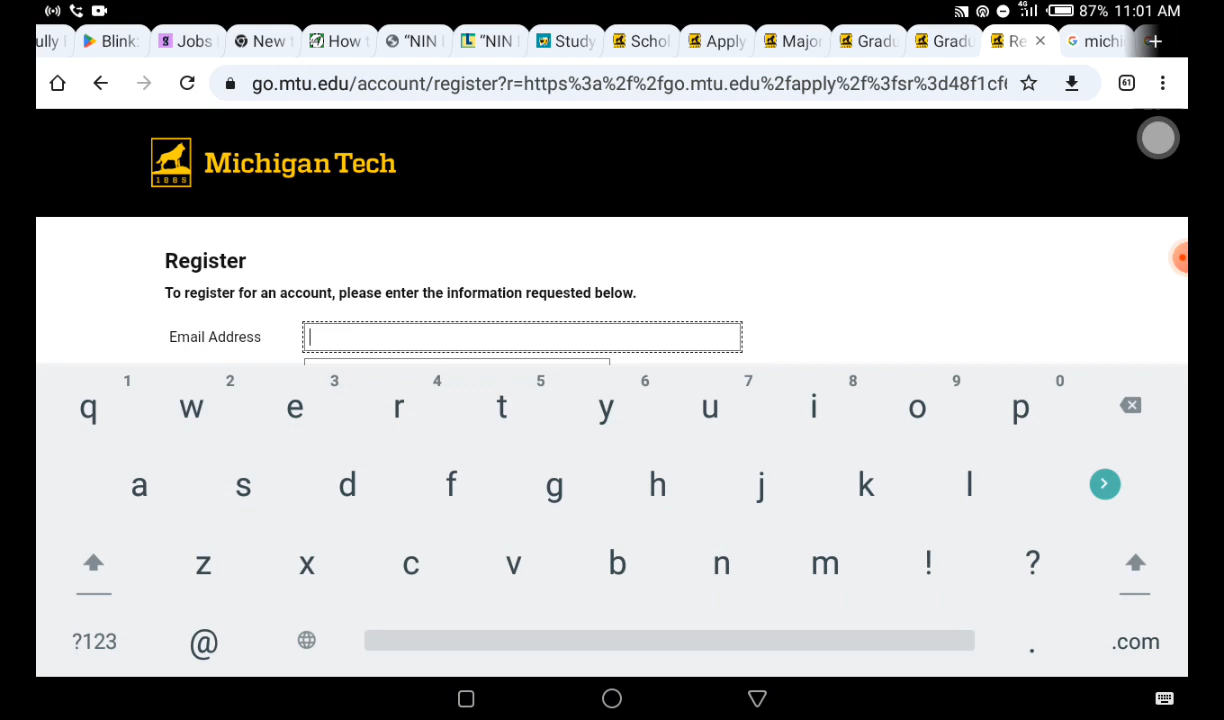 87% 11:01 AM
ully Blink: Jobs New How "NIN "NIN Study Schol Apply Major Gradu Gradu Re michi
go.mtu.edu/account/register?r=https%3a%2f%2fgo.mtu.edu%2fapply%2f%3fsr%3d48f1cf6 61
1885 Michigan Tech
Register
To register for an account, please enter the information requested below.
Email Address
1 2 3 4 5 6 7 8 9 0
q w e r t y u i o p
a s d f g h j k l
z x c v b n m ! ?
?123 @ . .com